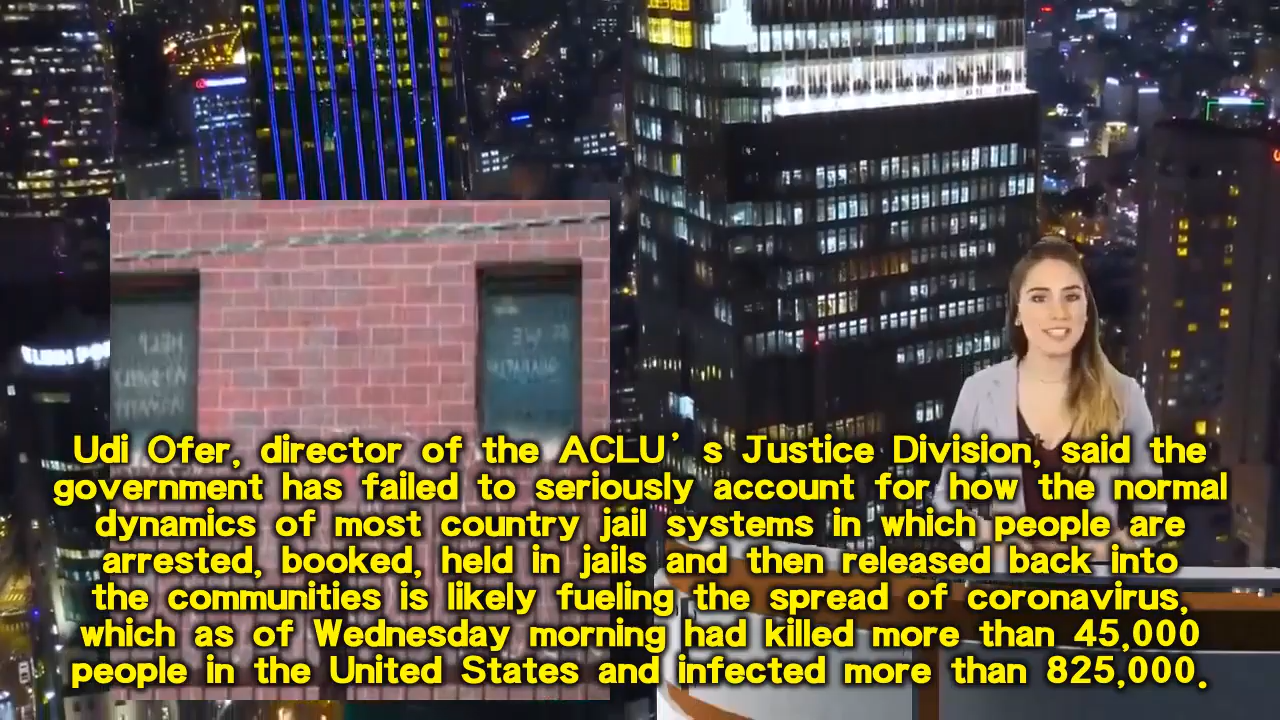 HELP
Udi Ofer, director of the ACLU’s Justice Division, said the
government has failed to seriously account for how the normal
dynamics of most country jail systems in which people are
arrested, booked, held in jails and then released back into
the communities is likely fueling the spread of coronavirus,
which as of Wednesday morning had killed more than 45,000
people in the United States and infected more than 825,000.